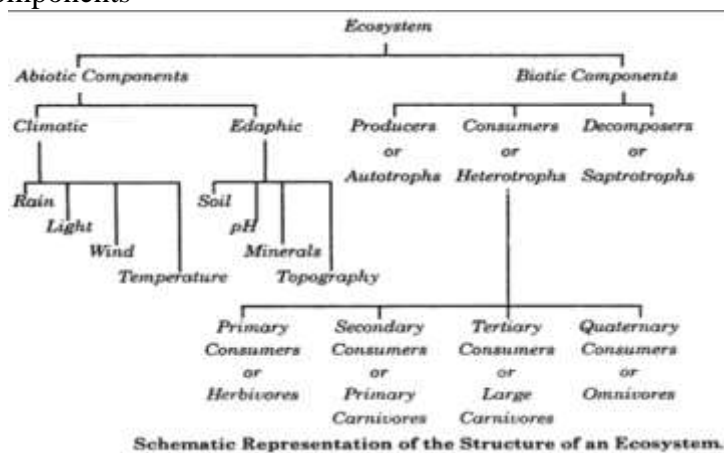 omponents
Ecosystem
Abiotic Components Biotic Components
Climatic Edaphic Producers Consumers Decomposers
or or or
Autotrophs Heterotrophs Saptrotrophs
Rain Soil
Light pH
Wind Minerals
Temperature Topography
Primary Secondary Tertiary Quaternary
Consumers Consumers Consumers Consumers
or or or or
Herbivores Primary Large Omnivores
Carnivores Carnivores
Schematic Representation of the Structure of an Ecosystem.